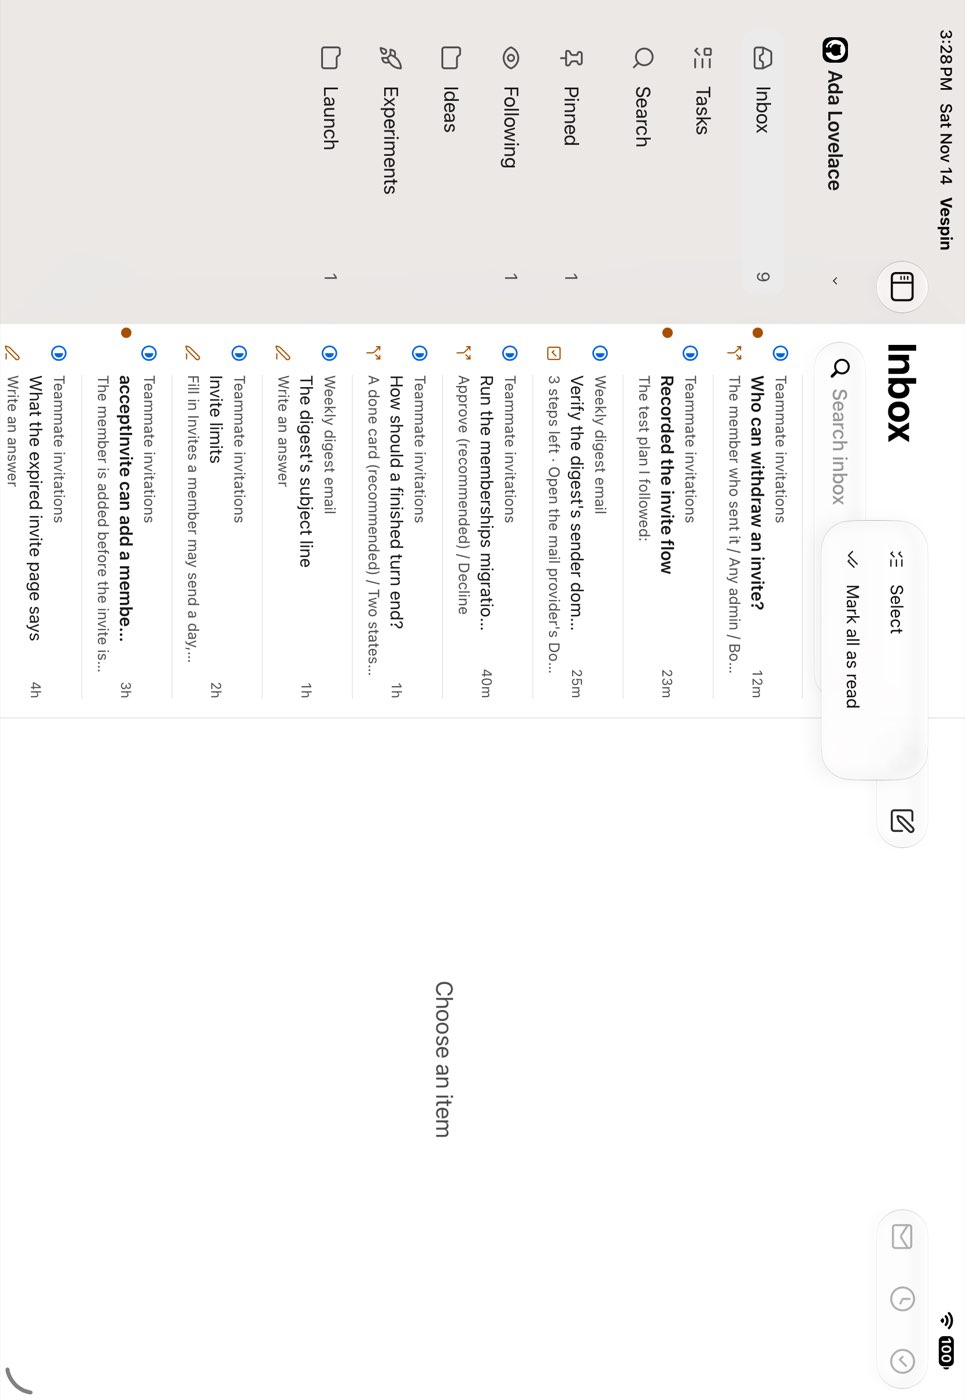 3:28 PM Sat Nov 14 Vespin
100
Inbox
Select
Mark all as read
Search inbox
Ada Lovelace
Inbox 9
Tasks
Search
Pinned 1
Following 1
Ideas
Experiments
Launch 1
Teammate invitations
Who can withdraw an invite? 12m
The member who sent it / Any admin / Bo...
Teammate invitations
Recorded the invite flow 23m
The test plan I followed:
Weekly digest email
Verify the digest's sender dom... 25m
3 steps left · Open the mail provider's Do...
Teammate invitations
Run the memberships migratio... 40m
Approve (recommended) / Decline
Teammate invitations
How should a finished turn end? 1h
A done card (recommended) / Two states...
Weekly digest email
The digest's subject line 1h
Write an answer
Teammate invitations
Invite limits 2h
Fill in Invites a member may send a day,...
Teammate invitations
acceptInvite can add a membe... 3h
The member is added before the invite is...
Teammate invitations
What the expired invite page says 4h
Write an answer
Choose an item